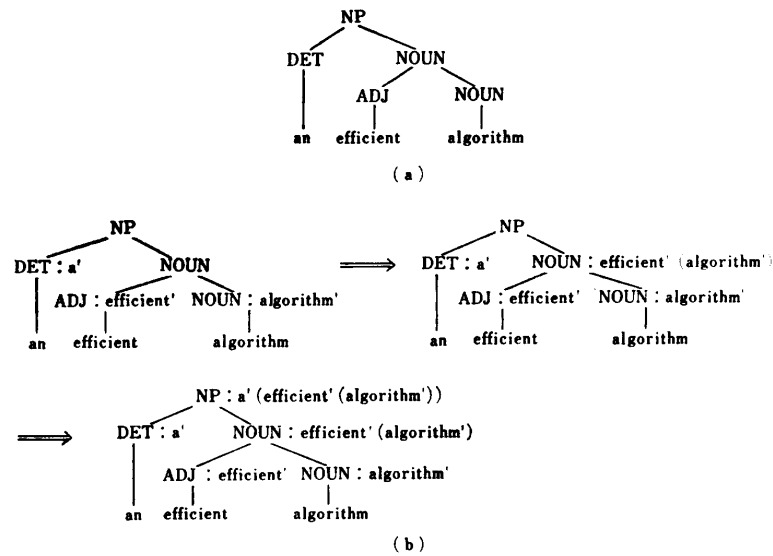 NP
DET NOUN
ADJ NOUN
an efficient algorithm
(a)
NP NP
DET : a' NOUN ⟹ DET : a' NOUN : efficient' (algorithm')
ADJ : efficient' NOUN : algorithm' ADJ : efficient' NOUN : algorithm'
an efficient algorithm an efficient algorithm
NP : a' (efficient' (algorithm'))
⟹ DET : a' NOUN : efficient' (algorithm')
ADJ : efficient' NOUN : algorithm'
an efficient algorithm
(b)